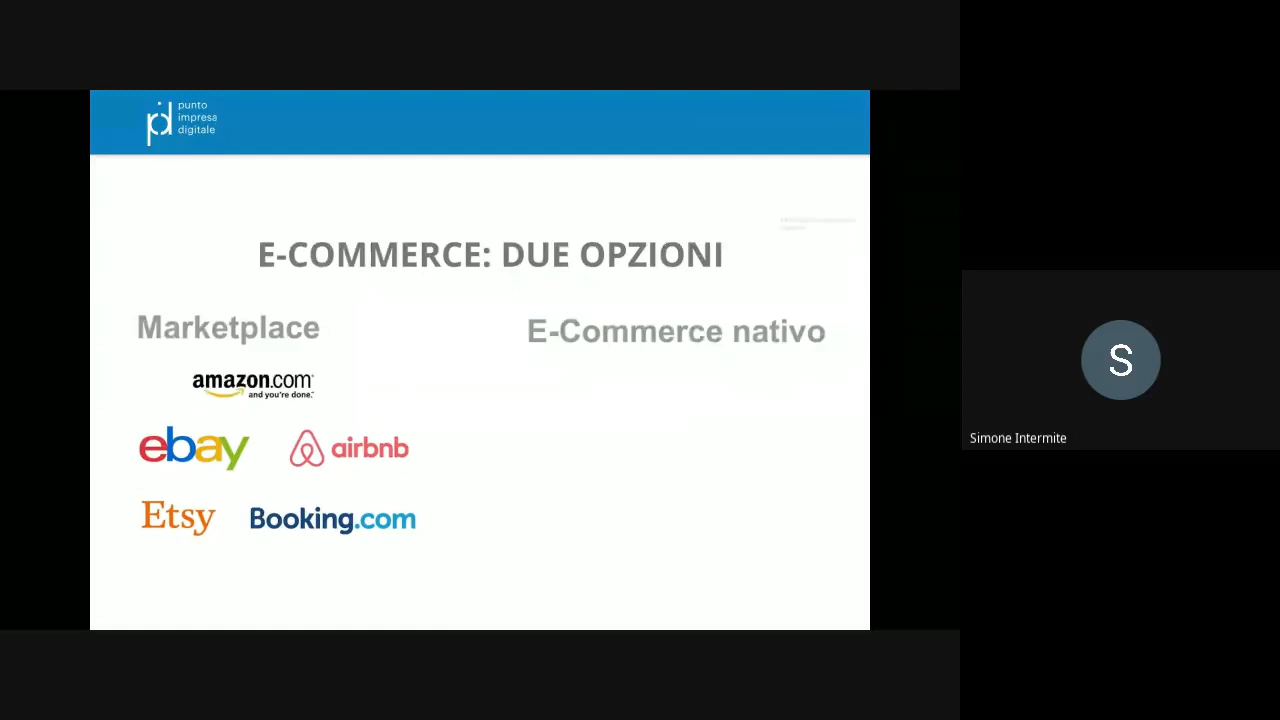 punto
impresa
digitale
E-COMMERCE: DUE OPZIONI
Marketplace
E-Commerce nativo
amazon.com
and you're done.™
ebay
airbnb
Etsy
Booking.com
S
Simone Intermite